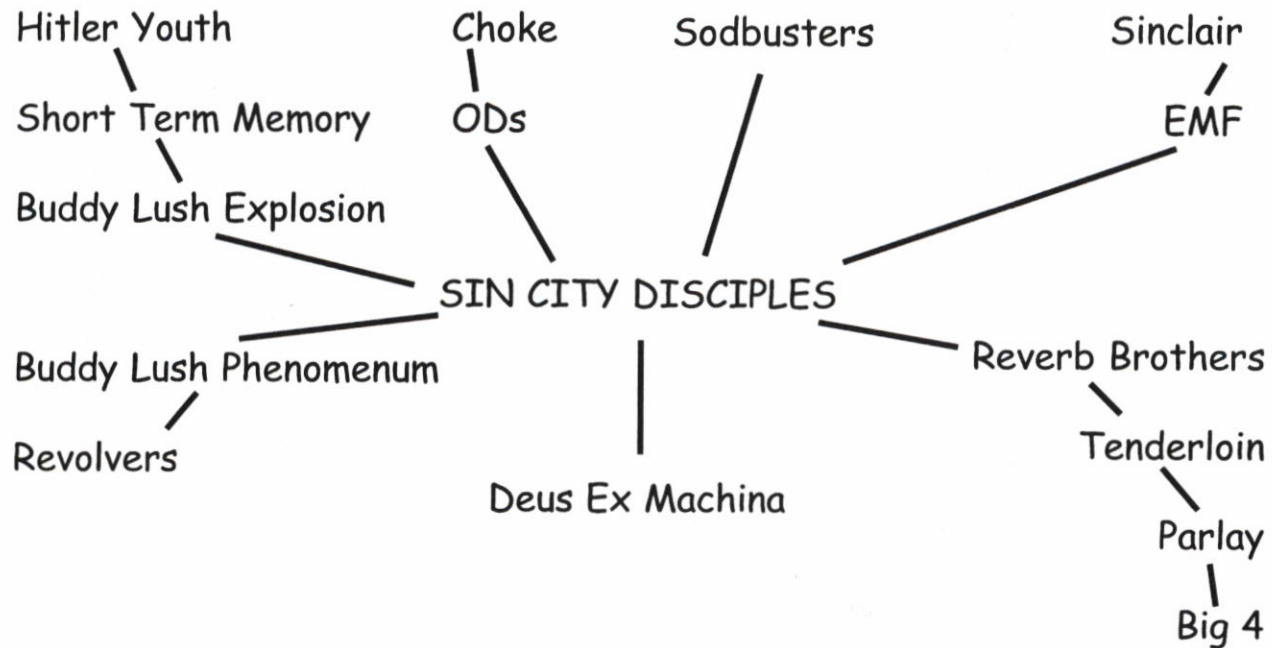 Hitler Youth
Choke
Sodbusters
Sinclair
Short Term Memory
ODs
EMF
Buddy Lush Explosion
SIN CITY DISCIPLES
Buddy Lush Phenomenum
Reverb Brothers
Revolvers
Tenderloin
Deus Ex Machina
Parlay
Big 4